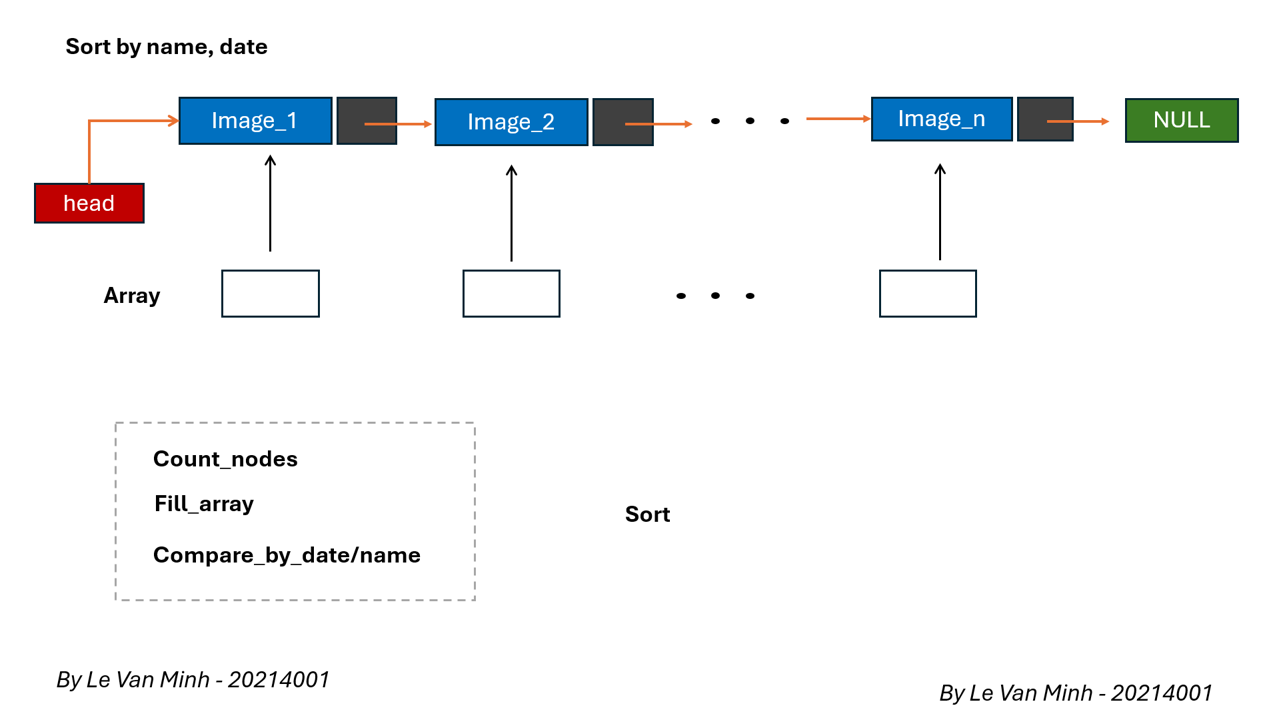 Sort by name, date
Image_1
Image_2
Image_n
NULL
head
Array
Count_nodes
Fill_array
Sort
Compare_by_date/name
By Le Van Minh - 20214001
By Le Van Minh - 20214001